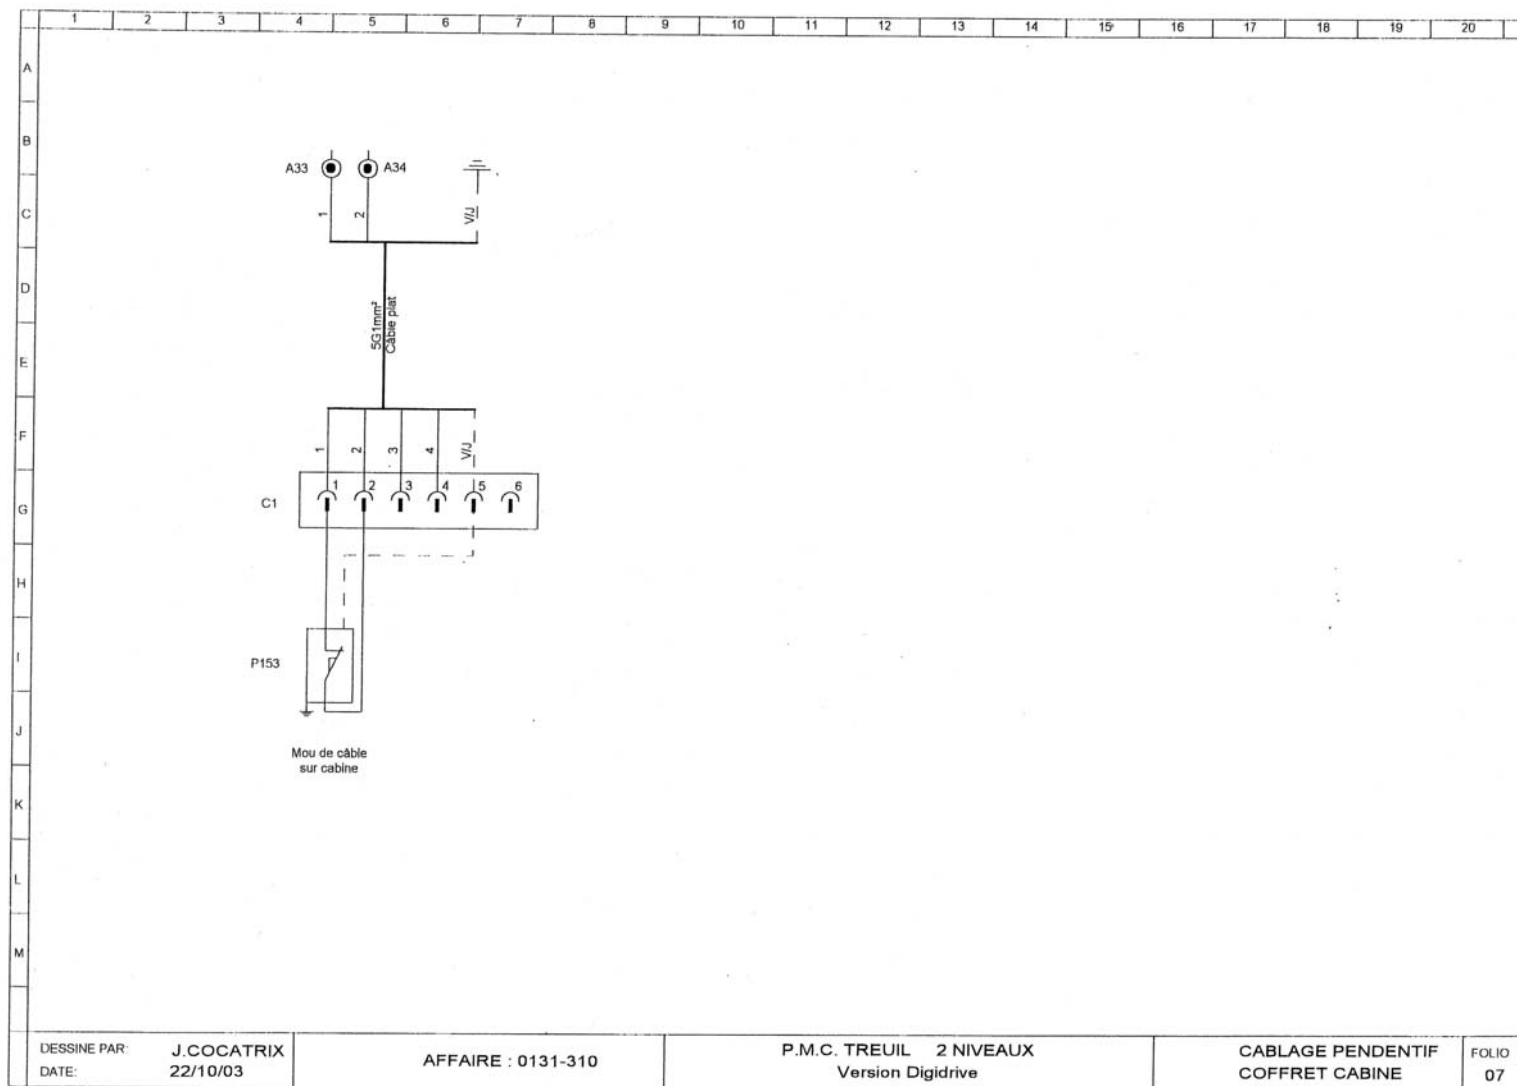 1 2 3 4 5 6 7 8 9 10 11 12 13 14 15 16 17 18 19 20
A
B
A33 A34
C
1 2 V/J
D
5G1mm²
Câble plat
E
F
1 2 3 4 V/J
1 2 3 4 5 6
G
C1
H
I
P153
J
Mou de câble
sur cabine
K
L
M
DESSINE PAR: J.COCATRIX
DATE: 22/10/03
AFFAIRE : 0131-310
P.M.C. TREUIL 2 NIVEAUX
Version Digidrive
CABLAGE PENDENTIF
COFFRET CABINE
FOLIO
07